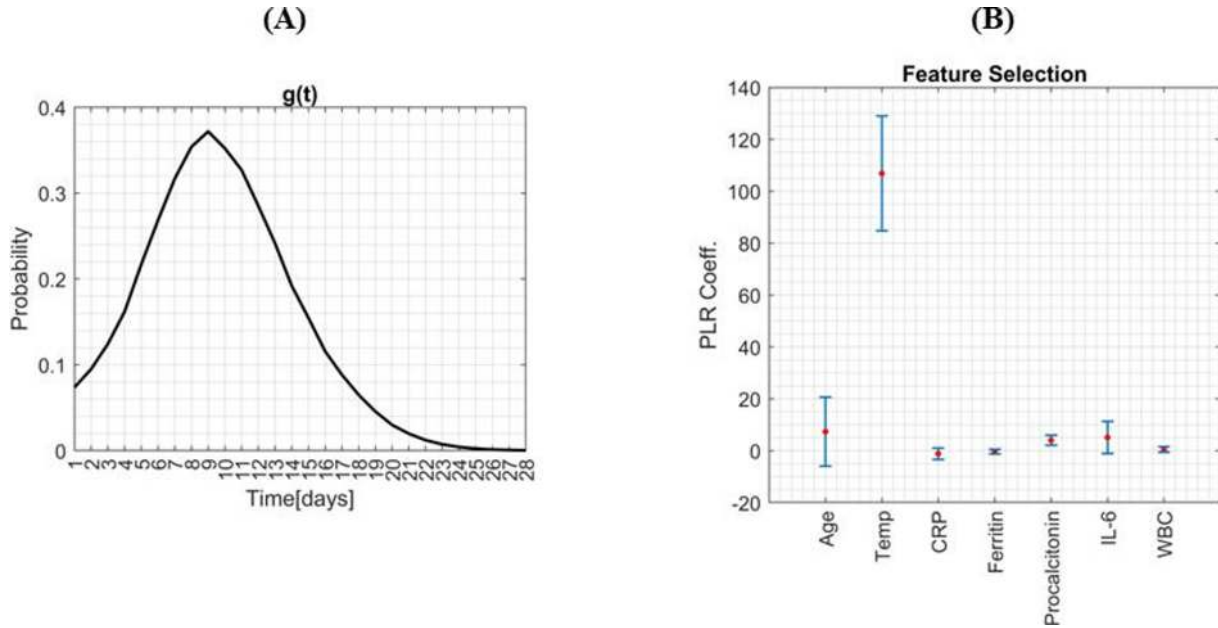 (A)
g(t)
0.4
0.3
0.2
0.1
0
Probability
1 2 3 4 5 6 7 8 9 10 11 12 13 14 15 16 17 18 19 20 21 22 23 24 25 26 27 28
Time[days]
(B)
Feature Selection
140
120
100
80
60
40
20
0
-20
PLR Coeff.
Age
Temp
CRP
Ferritin
Procalcitonin
IL-6
WBC